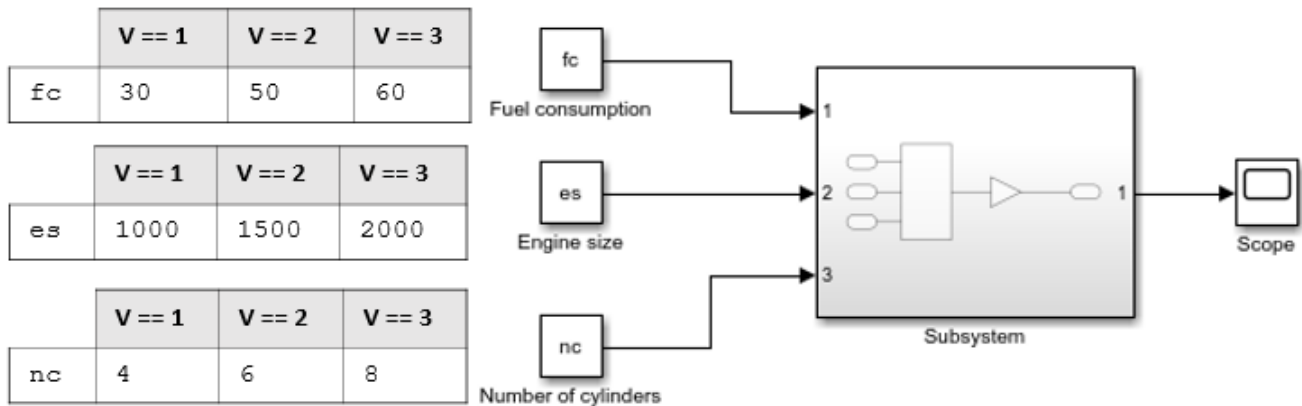 V == 1 V == 2 V == 3
fc 30 50 60
V == 1 V == 2 V == 3
es 1000 1500 2000
V == 1 V == 2 V == 3
nc 4 6 8
fc
Fuel consumption
es
Engine size
nc
Number of cylinders
1
2
3
1
Subsystem
Scope